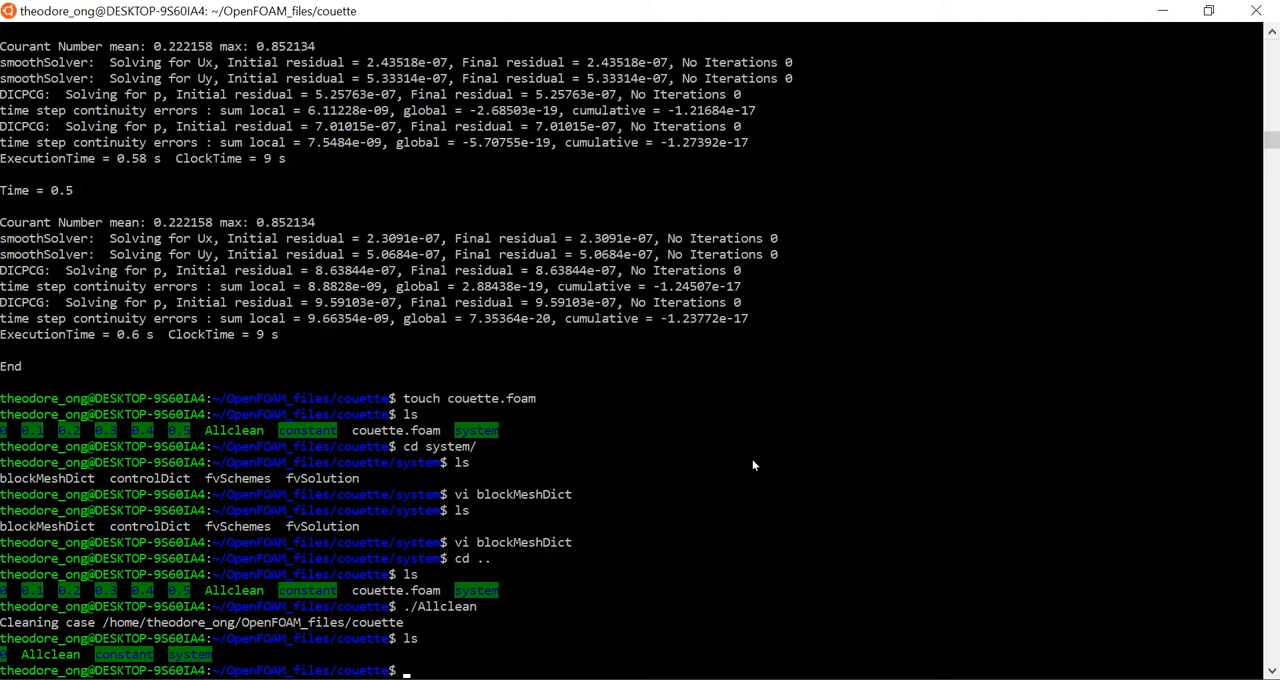 theodore_ong@DESKTOP-9S60IA4: ~/OpenFOAM_files/couette
Courant Number mean: 0.222158 max: 0.852134
smoothSolver:  Solving for Ux, Initial residual = 2.43518e-07, Final residual = 2.43518e-07, No Iterations 0
smoothSolver:  Solving for Uy, Initial residual = 5.33314e-07, Final residual = 5.33314e-07, No Iterations 0
DICPCG:  Solving for p, Initial residual = 5.25763e-07, Final residual = 5.25763e-07, No Iterations 0
time step continuity errors : sum local = 6.11228e-09, global = -2.68503e-19, cumulative = -1.21684e-17
DICPCG:  Solving for p, Initial residual = 7.01015e-07, Final residual = 7.01015e-07, No Iterations 0
time step continuity errors : sum local = 7.5484e-09, global = -5.70755e-19, cumulative = -1.27392e-17
ExecutionTime = 0.58 s  ClockTime = 9 s
Time = 0.5
Courant Number mean: 0.222158 max: 0.852134
smoothSolver:  Solving for Ux, Initial residual = 2.3091e-07, Final residual = 2.3091e-07, No Iterations 0
smoothSolver:  Solving for Uy, Initial residual = 5.0684e-07, Final residual = 5.0684e-07, No Iterations 0
DICPCG:  Solving for p, Initial residual = 8.63844e-07, Final residual = 8.63844e-07, No Iterations 0
time step continuity errors : sum local = 8.8828e-09, global = 2.88438e-19, cumulative = -1.24507e-17
DICPCG:  Solving for p, Initial residual = 9.59103e-07, Final residual = 9.59103e-07, No Iterations 0
time step continuity errors : sum local = 9.66354e-09, global = 7.35364e-20, cumulative = -1.23772e-17
ExecutionTime = 0.6 s  ClockTime = 9 s
End
theodore_ong@DESKTOP-9S60IA4:~/OpenFOAM_files/couette$ touch couette.foam
theodore_ong@DESKTOP-9S60IA4:~/OpenFOAM_files/couette$ ls
0  0.1  0.2  0.3  0.4  0.5  Allclean  constant  couette.foam  system
theodore_ong@DESKTOP-9S60IA4:~/OpenFOAM_files/couette$ cd system/
theodore_ong@DESKTOP-9S60IA4:~/OpenFOAM_files/couette/system$ ls
blockMeshDict  controlDict  fvSchemes  fvSolution
theodore_ong@DESKTOP-9S60IA4:~/OpenFOAM_files/couette/system$ vi blockMeshDict
theodore_ong@DESKTOP-9S60IA4:~/OpenFOAM_files/couette/system$ ls
blockMeshDict  controlDict  fvSchemes  fvSolution
theodore_ong@DESKTOP-9S60IA4:~/OpenFOAM_files/couette/system$ vi blockMeshDict
theodore_ong@DESKTOP-9S60IA4:~/OpenFOAM_files/couette/system$ cd ..
theodore_ong@DESKTOP-9S60IA4:~/OpenFOAM_files/couette$ ls
0  0.1  0.2  0.3  0.4  0.5  Allclean  constant  couette.foam  system
theodore_ong@DESKTOP-9S60IA4:~/OpenFOAM_files/couette$ ./Allclean
Cleaning case /home/theodore_ong/OpenFOAM_files/couette
theodore_ong@DESKTOP-9S60IA4:~/OpenFOAM_files/couette$ ls
0  Allclean  constant  system
theodore_ong@DESKTOP-9S60IA4:~/OpenFOAM_files/couette$